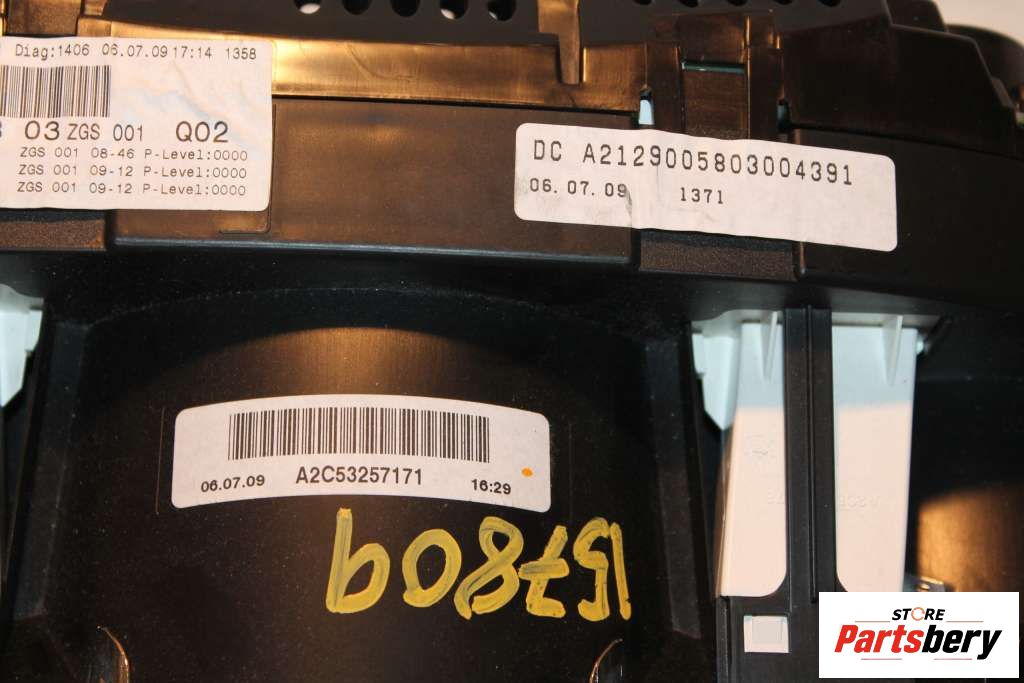 Diag:1406 06.07.09 17:14 1358
03 ZGS 001 Q02
ZGS 001 08-46 P-Level:0000
ZGS 001 09-12 P-Level:0000
ZGS 001 09-12 P-Level:0000
DC A2129005803004391
06.07.09 1371
06.07.09 A2C53257171 16:29
157809
STORE
Partsbery